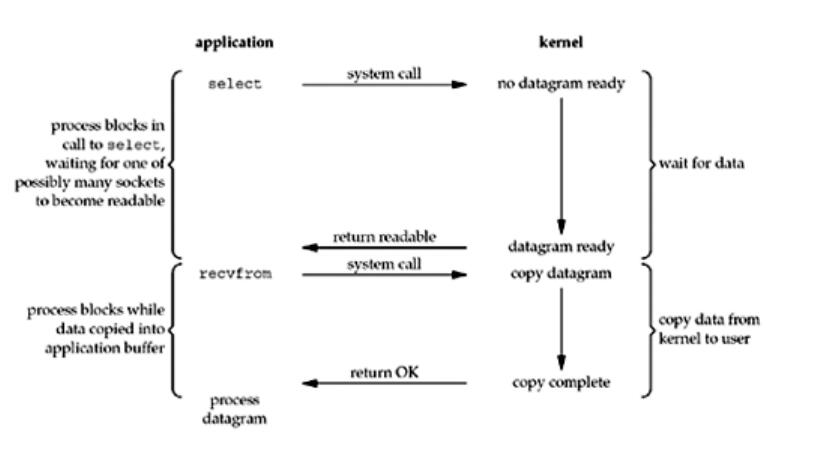 application
kernel
select
system call
no datagram ready
process blocks in
call to select,
waiting for one of
possibly many sockets
to become readable
wait for data
return readable
datagram ready
recvfrom
system call
copy datagram
process blocks while
data copied into
application buffer
copy data from
kernel to user
return OK
copy complete
process
datagram